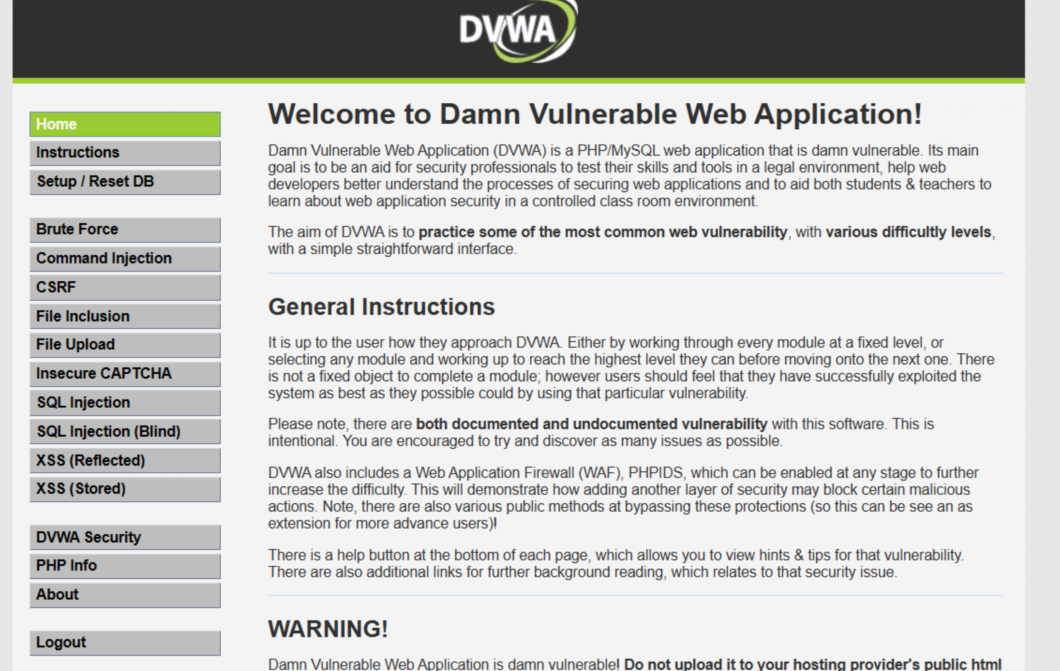 DVWA
Home
Instructions
Setup / Reset DB
Brute Force
Command Injection
CSRF
File Inclusion
File Upload
Insecure CAPTCHA
SQL Injection
SQL Injection (Blind)
XSS (Reflected)
XSS (Stored)
DVWA Security
PHP Info
About
Logout
Welcome to Damn Vulnerable Web Application!
Damn Vulnerable Web Application (DVWA) is a PHP/MySQL web application that is damn vulnerable. Its main
goal is to be an aid for security professionals to test their skills and tools in a legal environment, help web
developers better understand the processes of securing web applications and to aid both students & teachers to
learn about web application security in a controlled class room environment.
The aim of DVWA is to practice some of the most common web vulnerability, with various difficultly levels,
with a simple straightforward interface.
General Instructions
It is up to the user how they approach DVWA. Either by working through every module at a fixed level, or
selecting any module and working up to reach the highest level they can before moving onto the next one. There
is not a fixed object to complete a module; however users should feel that they have successfully exploited the
system as best as they possible could by using that particular vulnerability.
Please note, there are both documented and undocumented vulnerability with this software. This is
intentional. You are encouraged to try and discover as many issues as possible.
DVWA also includes a Web Application Firewall (WAF), PHPIDS, which can be enabled at any stage to further
increase the difficulty. This will demonstrate how adding another layer of security may block certain malicious
actions. Note, there are also various public methods at bypassing these protections (so this can be see an as
extension for more advance users)!
There is a help button at the bottom of each page, which allows you to view hints & tips for that vulnerability.
There are also additional links for further background reading, which relates to that security issue.
WARNING!
Damn Vulnerable Web Application is damn vulnerable! Do not upload it to your hosting provider's public html